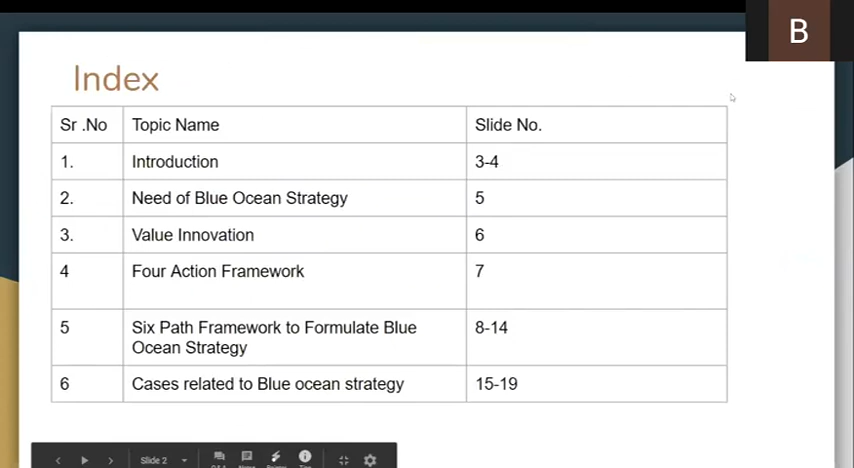 B
Index
Sr .No Topic Name Slide No.
1. Introduction 3-4
2. Need of Blue Ocean Strategy 5
3. Value Innovation 6
4 Four Action Framework 7
5 Six Path Framework to Formulate Blue 8-14
Ocean Strategy
6 Cases related to Blue ocean strategy 15-19
Slide 2